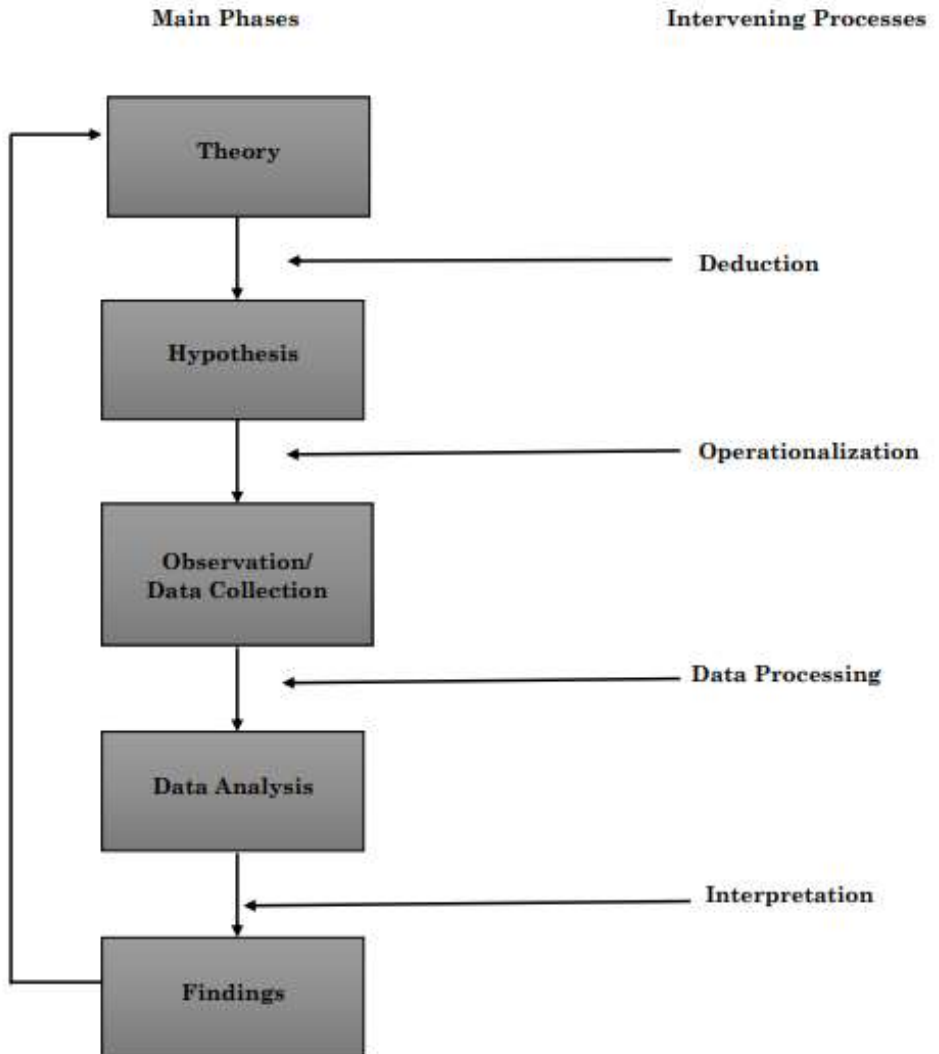 Main Phases
Intervening Processes
Theory
Deduction
Hypothesis
Operationalization
Observation/
Data Collection
Data Processing
Data Analysis
Interpretation
Findings